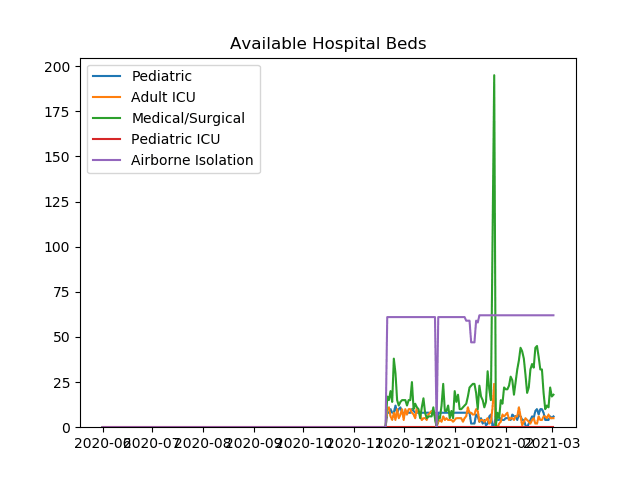 Available Hospital Beds
200
175
150
125
100
75
50
25
0
Pediatric
Adult ICU
Medical/Surgical
Pediatric ICU
Airborne Isolation
2020-06 2020-07 2020-08 2020-09 2020-10 2020-11 2020-12 2021-01 2021-02 2021-03